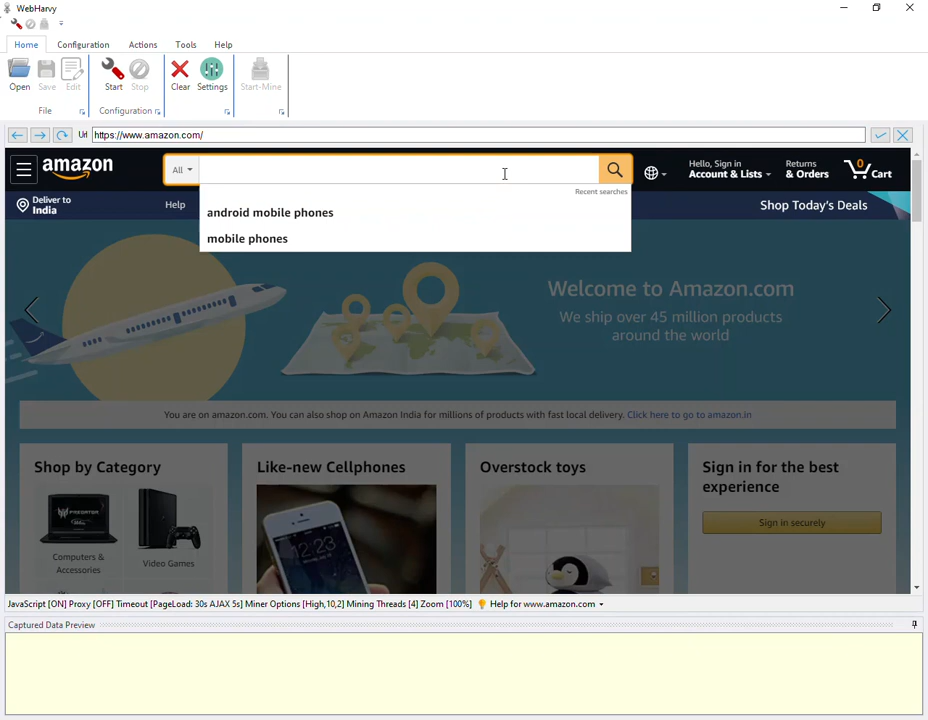 WebHarvy
Home Configuration Actions Tools Help
Open Save Edit Start Stop Clear Settings Start-Mine
File Configuration
Url https://www.amazon.com/
amazon All Hello, Sign in Account & Lists Returns & Orders 0 Cart
Recent searches
Deliver to India Help Shop Today's Deals
android mobile phones
mobile phones
Welcome to Amazon.com
We ship over 45 million products
around the world
You are on amazon.com. You can also shop on Amazon India for millions of products with fast local delivery. Click here to go to amazon.in
Shop by Category Like-new Cellphones Overstock toys Sign in for the best
experience
PREDATOR
Sign in securely
Computers & Accessories Video Games
JavaScript [ON] Proxy [OFF] Timeout [PageLoad: 30s AJAX 5s] Miner Options [High,10,2] Mining Threads [4] Zoom [100%] Help for www.amazon.com
Captured Data Preview